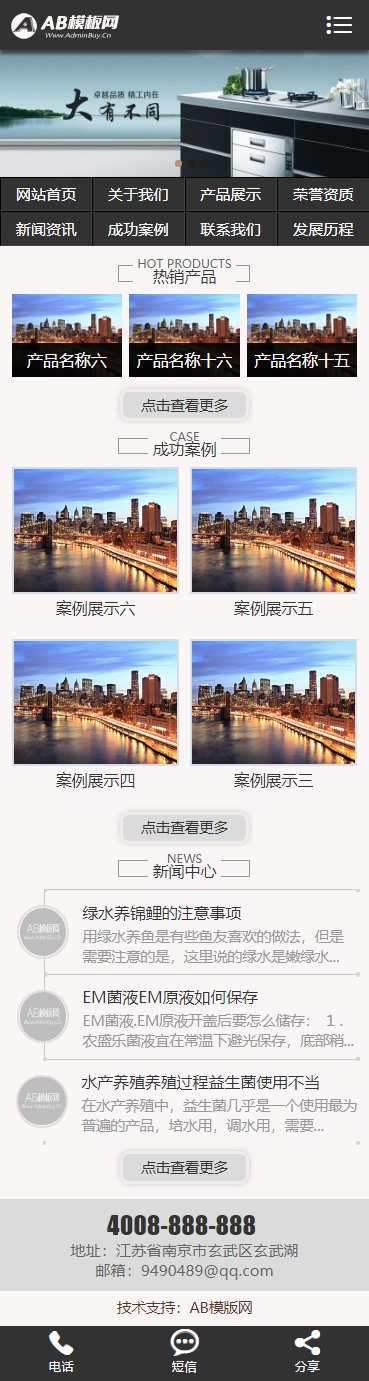 AB模板网
Www.AdminBuy.Cn
大有不同
卓越品质 精工内在
网站首页
关于我们
产品展示
荣誉资质
新闻资讯
成功案例
联系我们
发展历程
HOT PRODUCTS
热销产品
产品名称六
产品名称十六
产品名称十五
点击查看更多
CASE
成功案例
案例展示六
案例展示五
案例展示四
案例展示三
点击查看更多
NEWS
新闻中心
AB模板网
Www.AdminBuy.Cn
绿水养锦鲤的注意事项
用绿水养鱼是有些鱼友喜欢的做法，但是
需要注意的是，这里说的绿水是嫩绿水...
AB模板网
Www.AdminBuy.Cn
EM菌液EM原液如何保存
EM菌液.EM原液开盖后要怎么储存： 1．
农盛乐菌液宜在常温下避光保存，底部稍...
AB模板网
Www.AdminBuy.Cn
水产养殖养殖过程益生菌使用不当
在水产养殖中，益生菌几乎是一个使用最为
普遍的产品，培水用，调水用，需要...
点击查看更多
4008-888-888
地址：江苏省南京市玄武区玄武湖
邮箱：9490489@qq.com
技术支持：AB模版网
电话
短信
分享